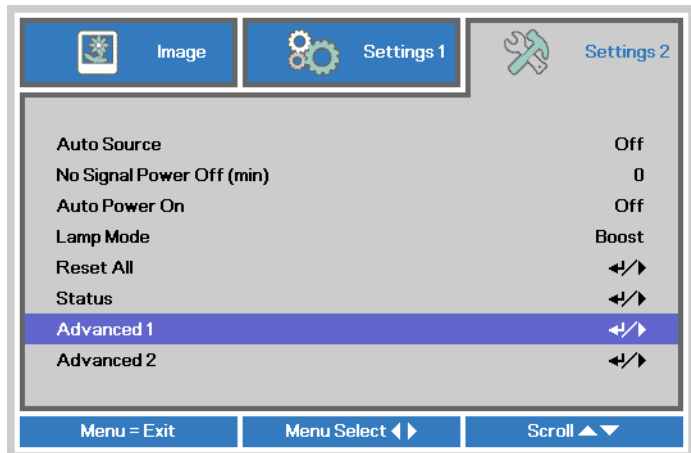 Image
Settings 1
Settings 2
Auto Source Off
No Signal Power Off (min) 0
Auto Power On Off
Lamp Mode Boost
Reset All ↵/▶
Status ↵/▶
Advanced 1 ↵/▶
Advanced 2 ↵/▶
Menu = Exit Menu Select ◀▶ Scroll ▲▼